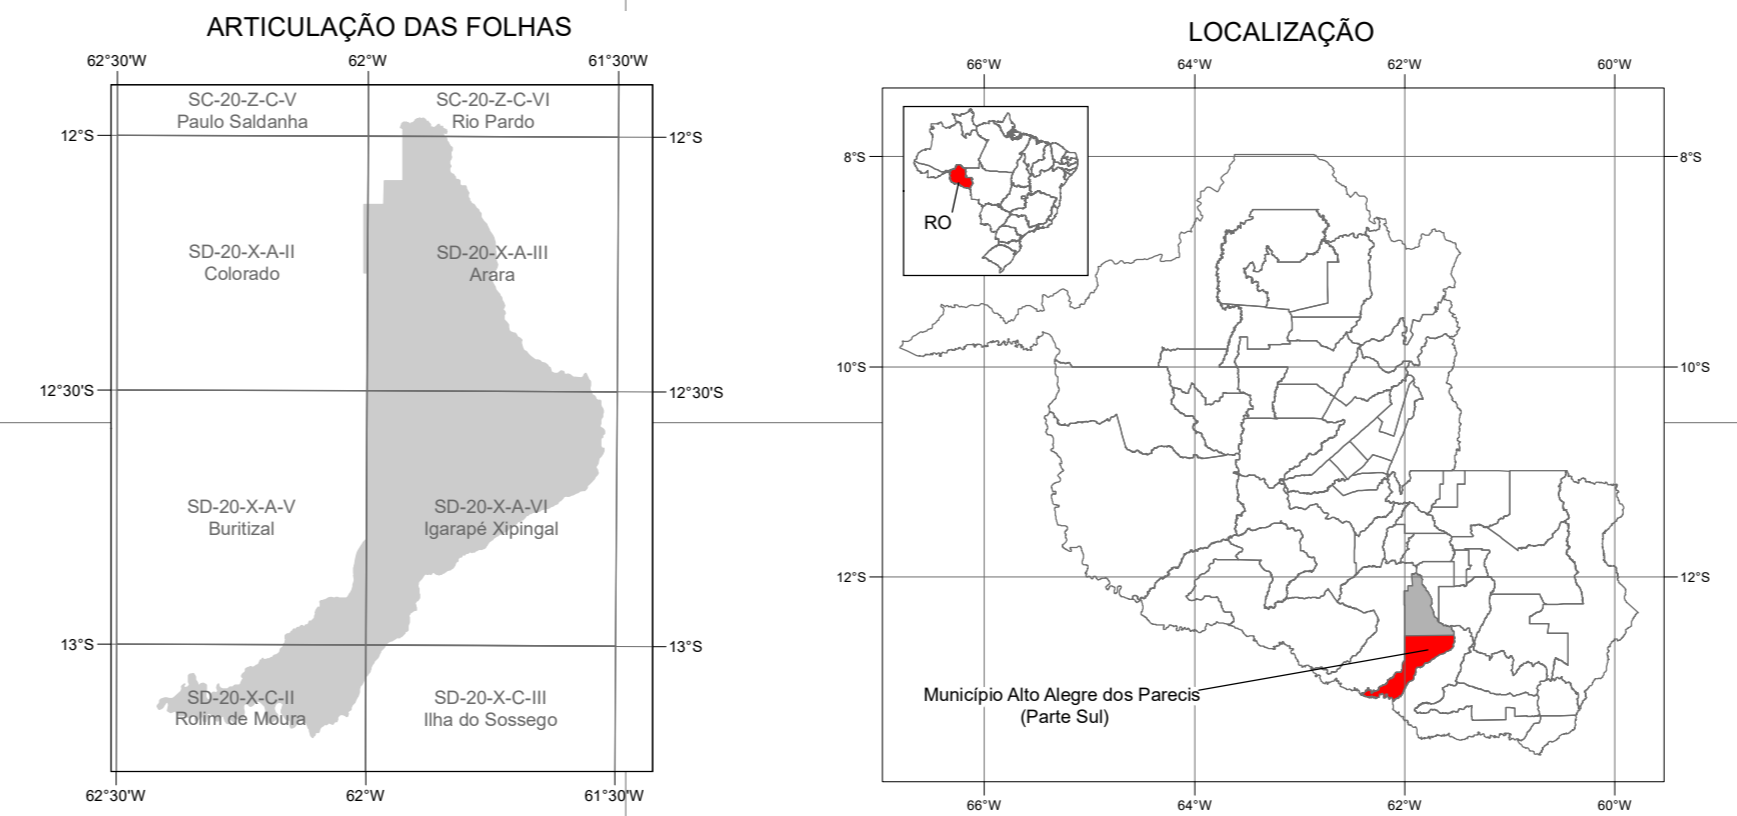 ARTICULAÇÃO DAS FOLHAS
62°30'W
62°W
61°30'W
SC-20-Z-C-V
Paulo Saldanha
SC-20-Z-C-VI
Rio Pardo
12°S
12°S
SD-20-X-A-II
Colorado
SD-20-X-A-III
Arara
12°30'S
12°30'S
SD-20-X-A-V
Buritizal
SD-20-X-A-VI
Igarapé Xipingal
13°S
13°S
SD-20-X-C-II
Rolim de Moura
SD-20-X-C-III
Ilha do Sossego
62°30'W
62°W
61°30'W
LOCALIZAÇÃO
66°W
64°W
62°W
60°W
8°S
8°S
RO
10°S
10°S
12°S
12°S
Município Alto Alegre dos Parecis
(Parte Sul)
66°W
64°W
62°W
60°W